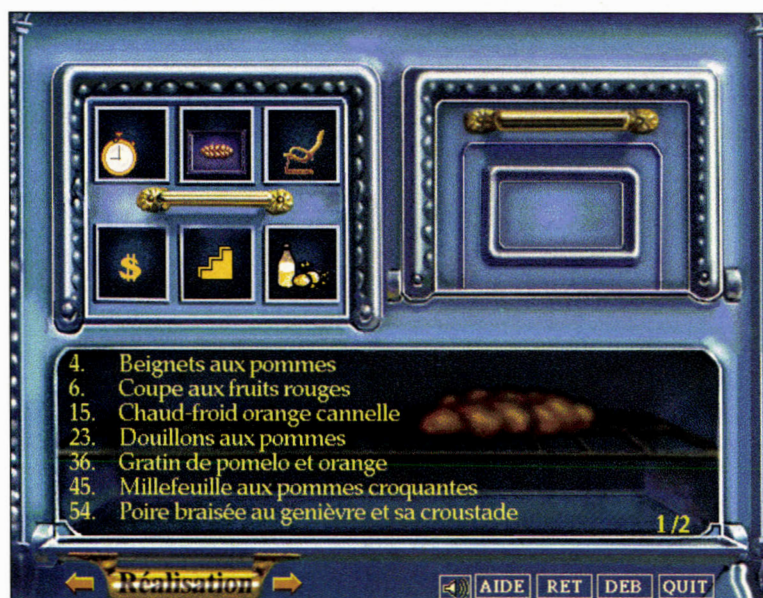 $
4. Beignets aux pommes
6. Coupe aux fruits rouges
15. Chaud-froid orange cannelle
23. Douillons aux pommes
36. Gratin de pomelo et orange
45. Millefeuille aux pommes croquantes
54. Poire braisée au genièvre et sa croustade
1/2
Réalisation
AIDE RET DEB QUIT